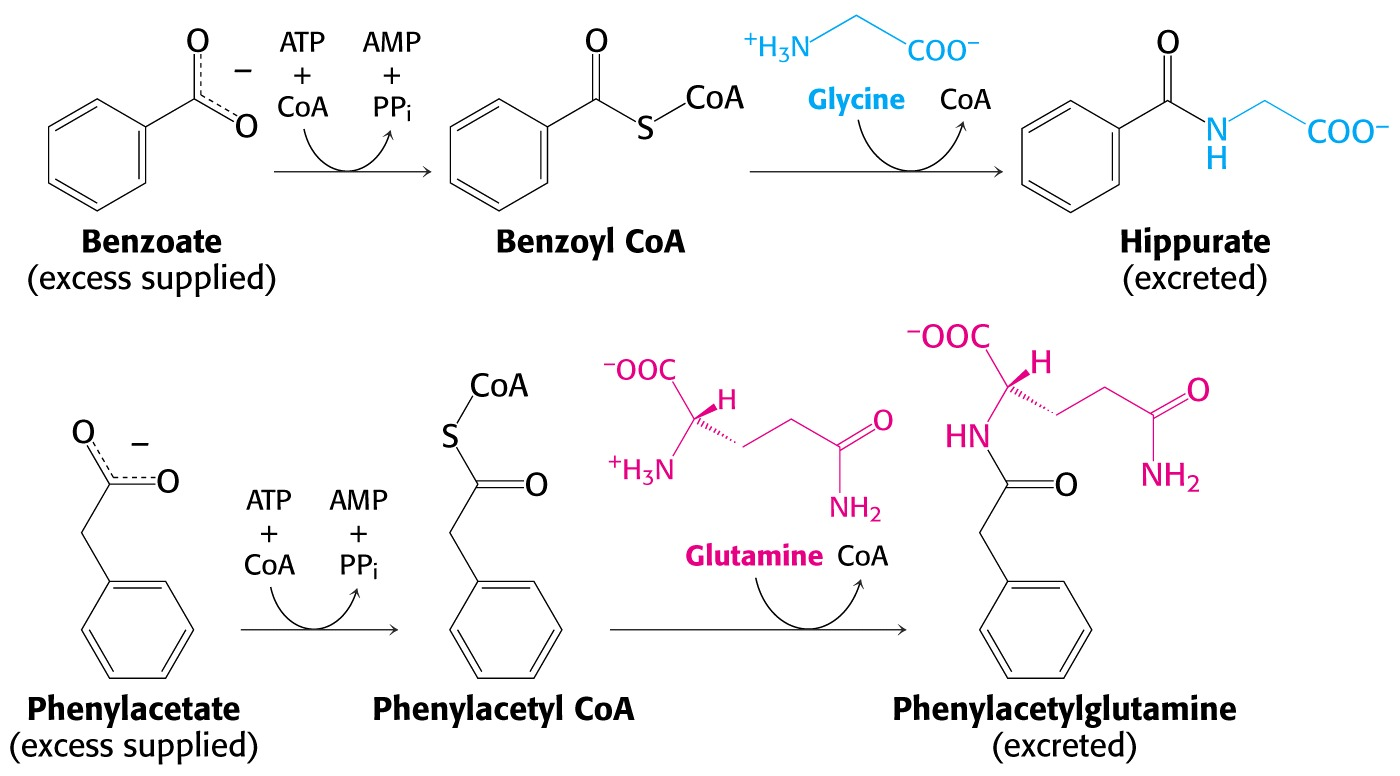 O
O
−
ATP
+
CoA
AMP
+
PPi
O
S
CoA
⁺H₃N
COO⁻
Glycine
CoA
O
N
H
COO⁻
Benzoate
(excess supplied)
Benzoyl CoA
Hippurate
(excreted)
O
O
−
ATP
+
CoA
AMP
+
PPi
CoA
S
O
⁻OOC
H
⁺H₃N
O
NH₂
Glutamine
CoA
⁻OOC
H
HN
O
NH₂
O
Phenylacetate
(excess supplied)
Phenylacetyl CoA
Phenylacetylglutamine
(excreted)